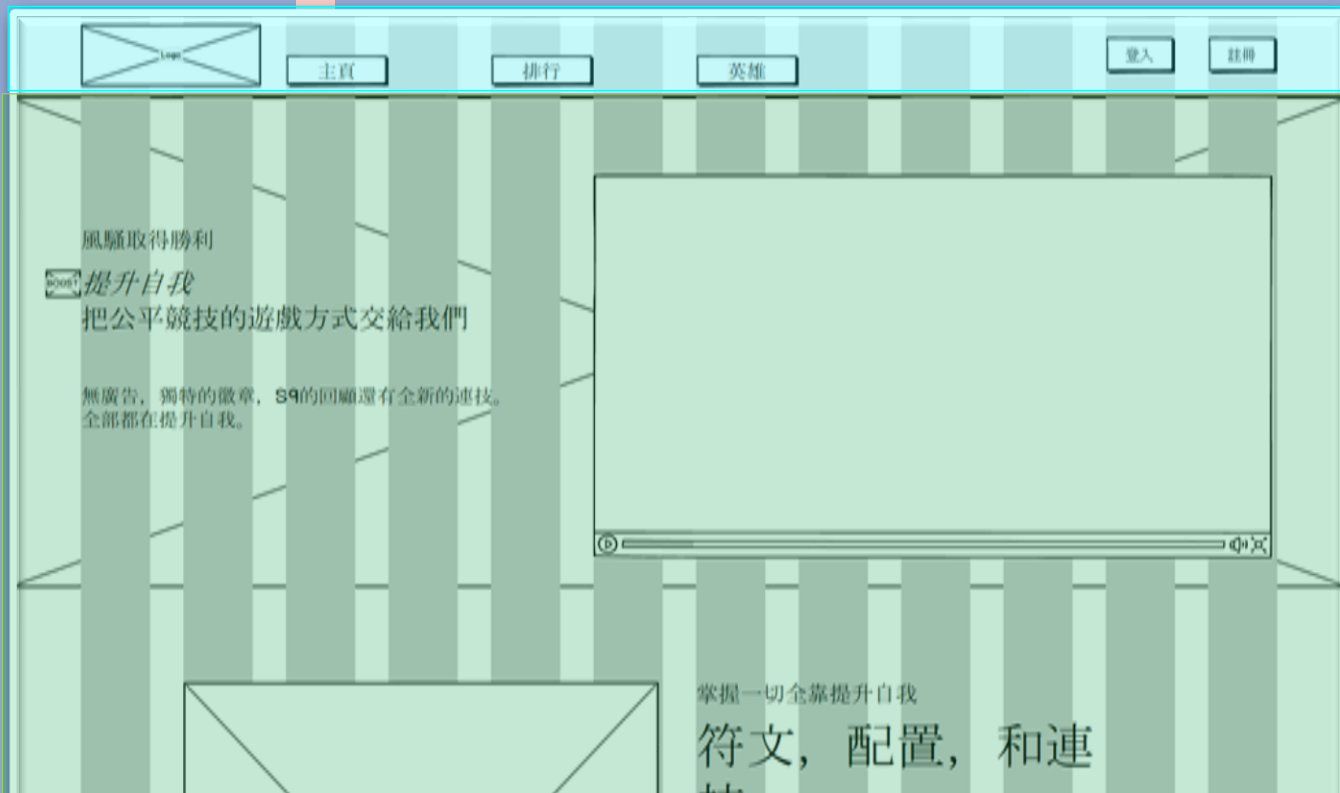 Logo
主頁
排行
英雄
登入
註冊
風騷取得勝利
BOOST
提升自我
把公平競技的遊戲方式交給我們
無廣告，獨特的徽章，S9的回顧還有全新的連技。
全部都在提升自我。
掌握一切全靠提升自我
符文，配置，和連